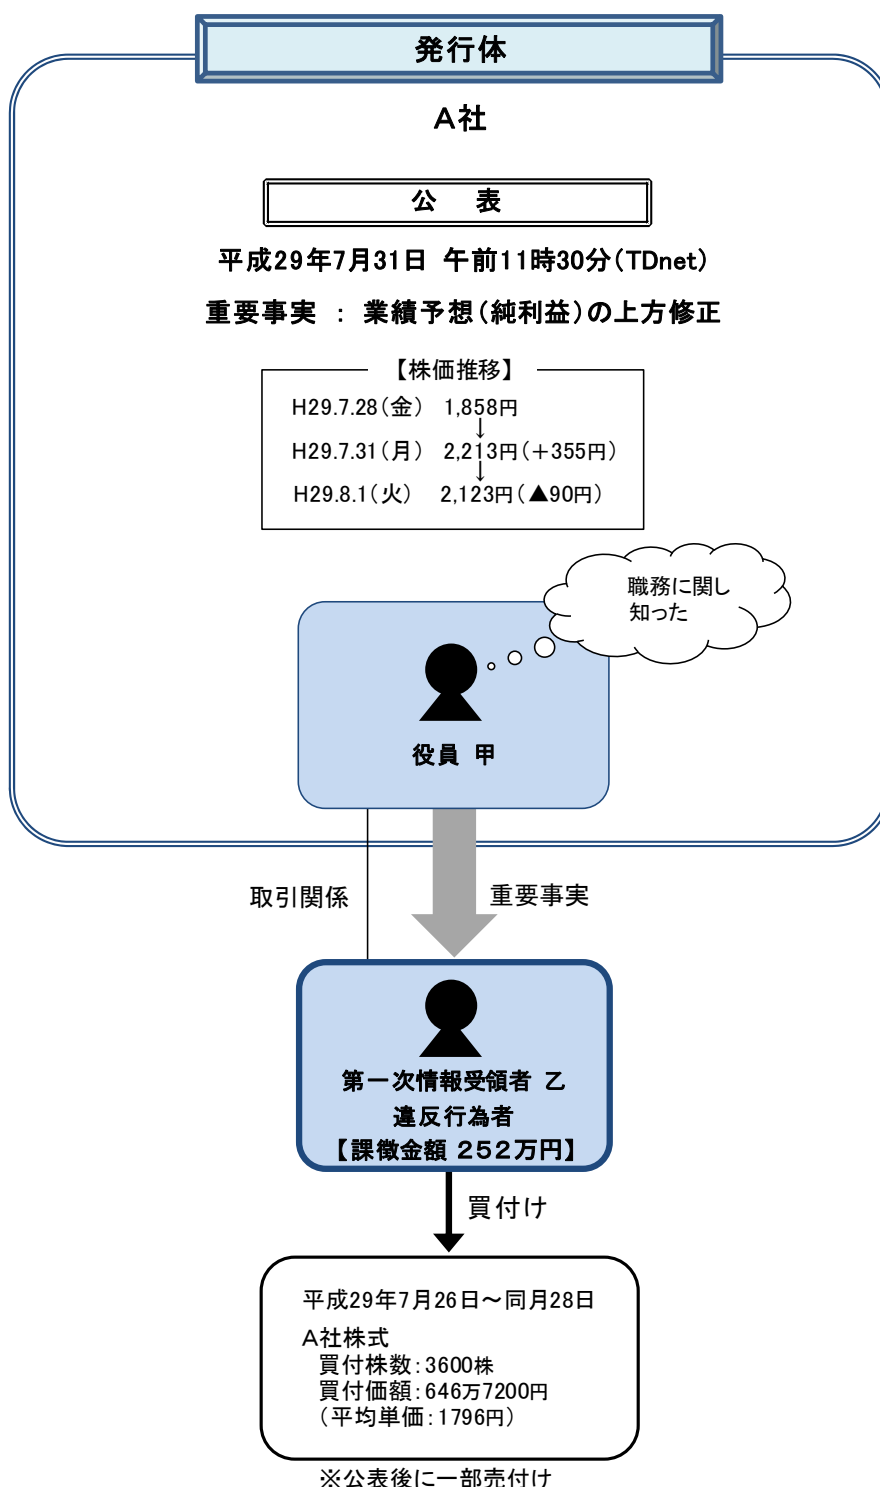 発行体
A社
公 表
平成29年7月31日 午前11時30分(TDnet)
重要事実 : 業績予想(純利益)の上方修正
【株価推移】
H29.7.28(金) 1,858円
↓
H29.7.31(月) 2,213円(+355円)
↓
H29.8.1(火) 2,123円(▲90円)
職務に関し
知った
役員 甲
取引関係
重要事実
第一次情報受領者 乙
違反行為者
【課徴金額 252万円】
買付け
平成29年7月26日~同月28日
A社株式
買付株数:3600株
買付価額:646万7200円
(平均単価:1796円)
※公表後に一部売付け